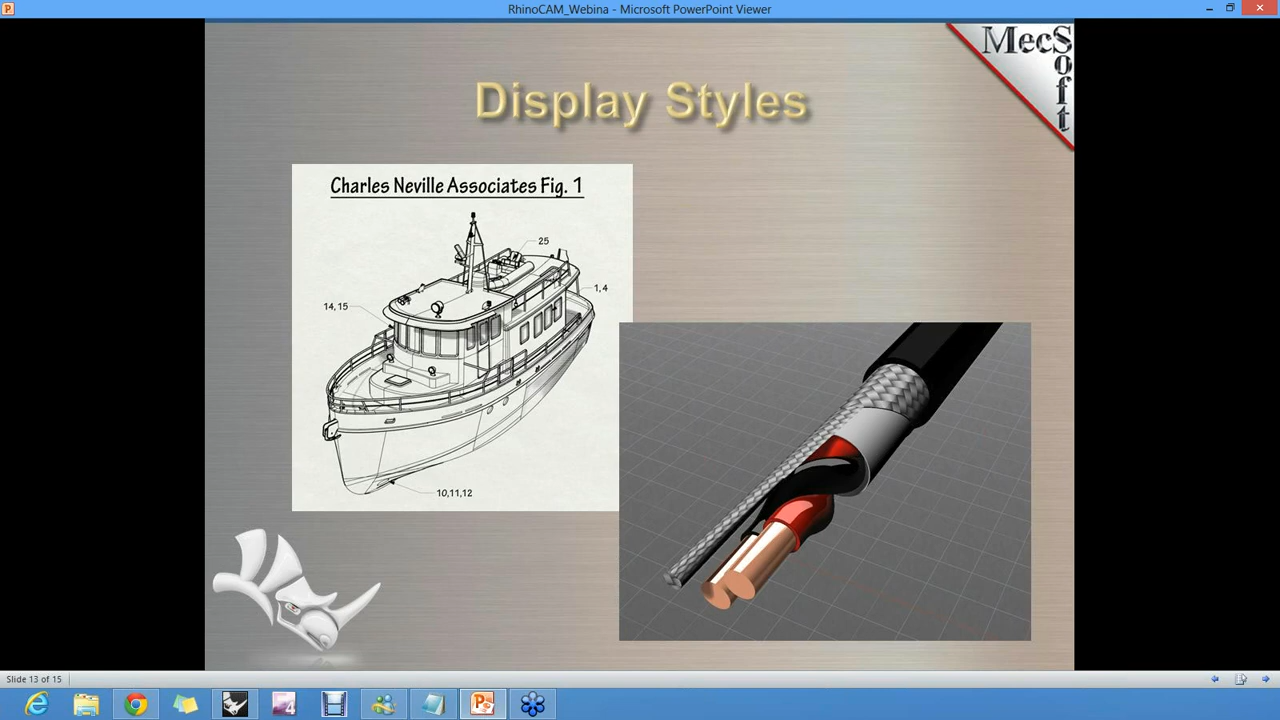 RhinoCAM_Webina - Microsoft PowerPoint Viewer
MecSoft
Display Styles
Charles Neville Associates Fig. 1
25
1, 4
14, 15
10,11,12
Slide 13 of 15
4